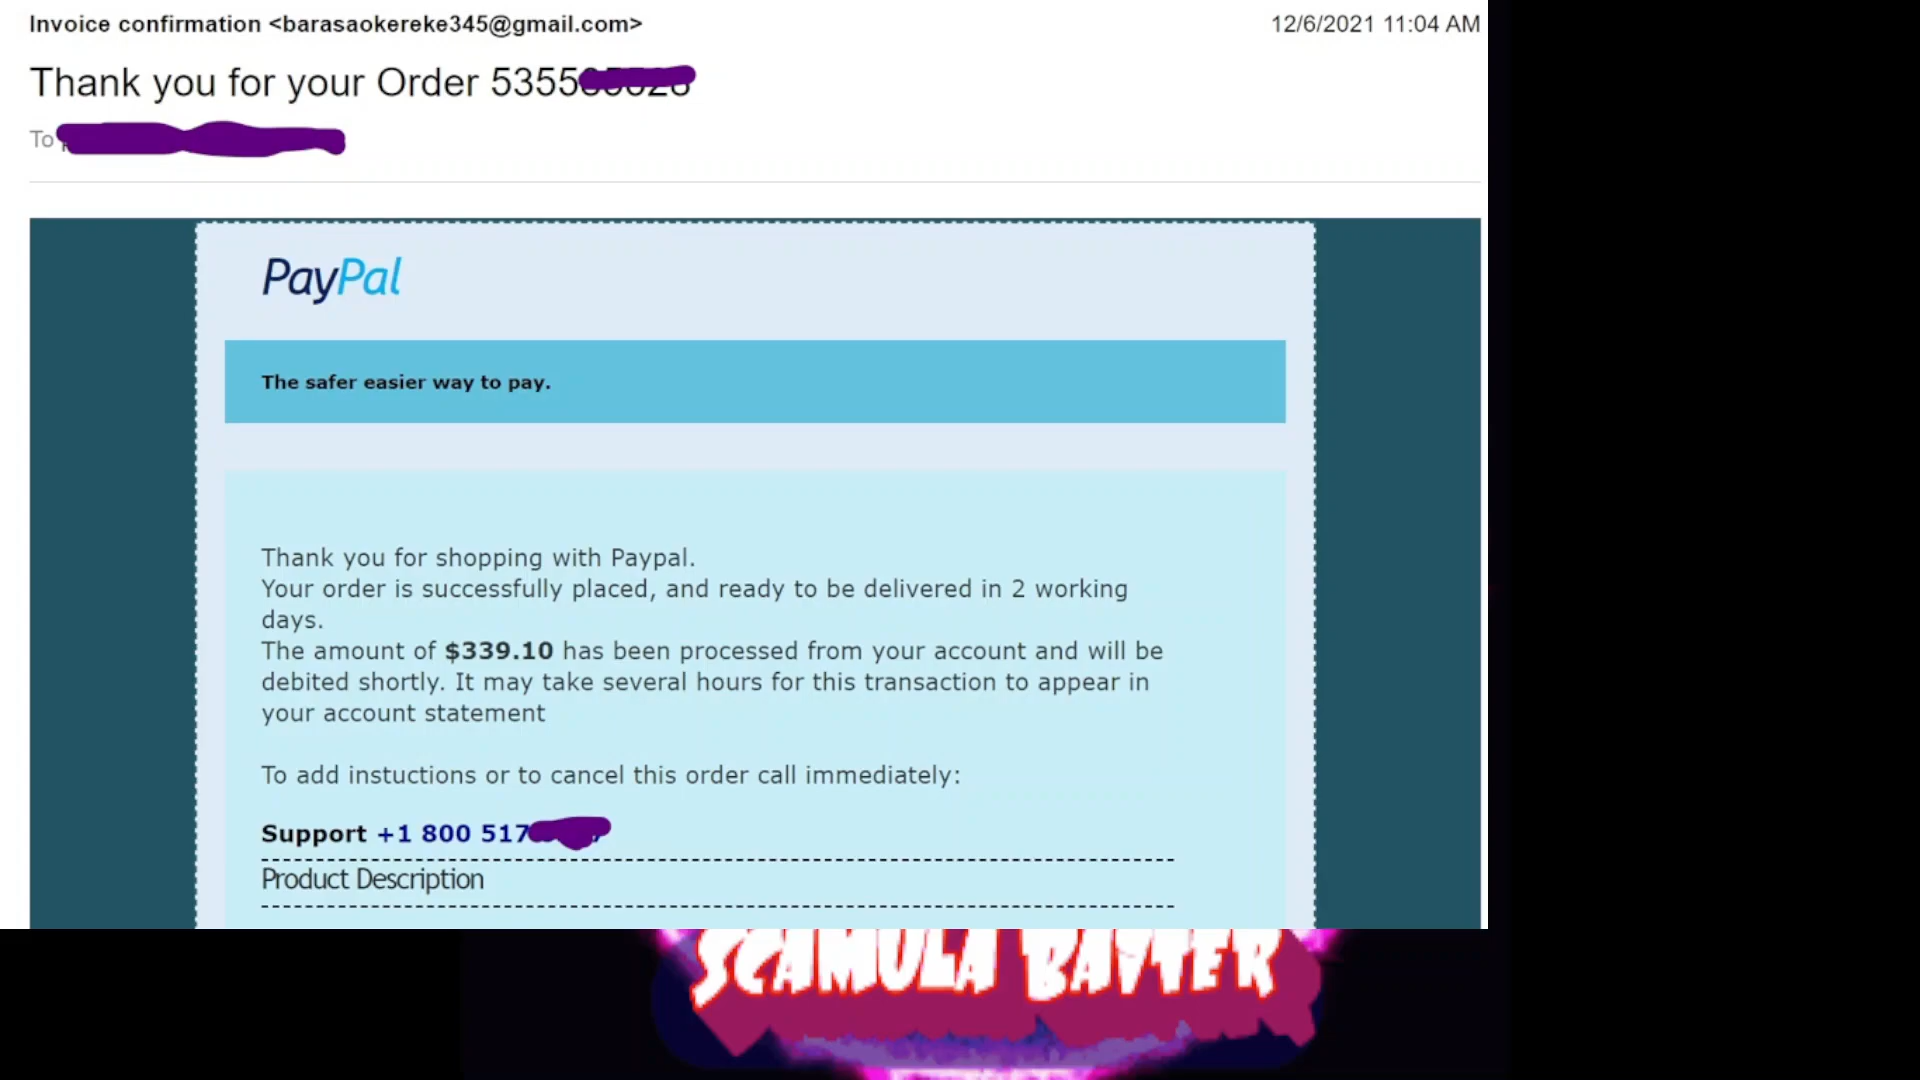 Invoice confirmation <barasaokereke345@gmail.com>
12/6/2021 11:04 AM
Thank you for your Order 5355
To
PayPal
The safer easier way to pay.
Thank you for shopping with Paypal.
Your order is successfully placed, and ready to be delivered in 2 working
days.
The amount of $339.10 has been processed from your account and will be
debited shortly. It may take several hours for this transaction to appear in
your account statement
To add instuctions or to cancel this order call immediately:
Support +1 800 517
Product Description
SCAMULA BAYTER